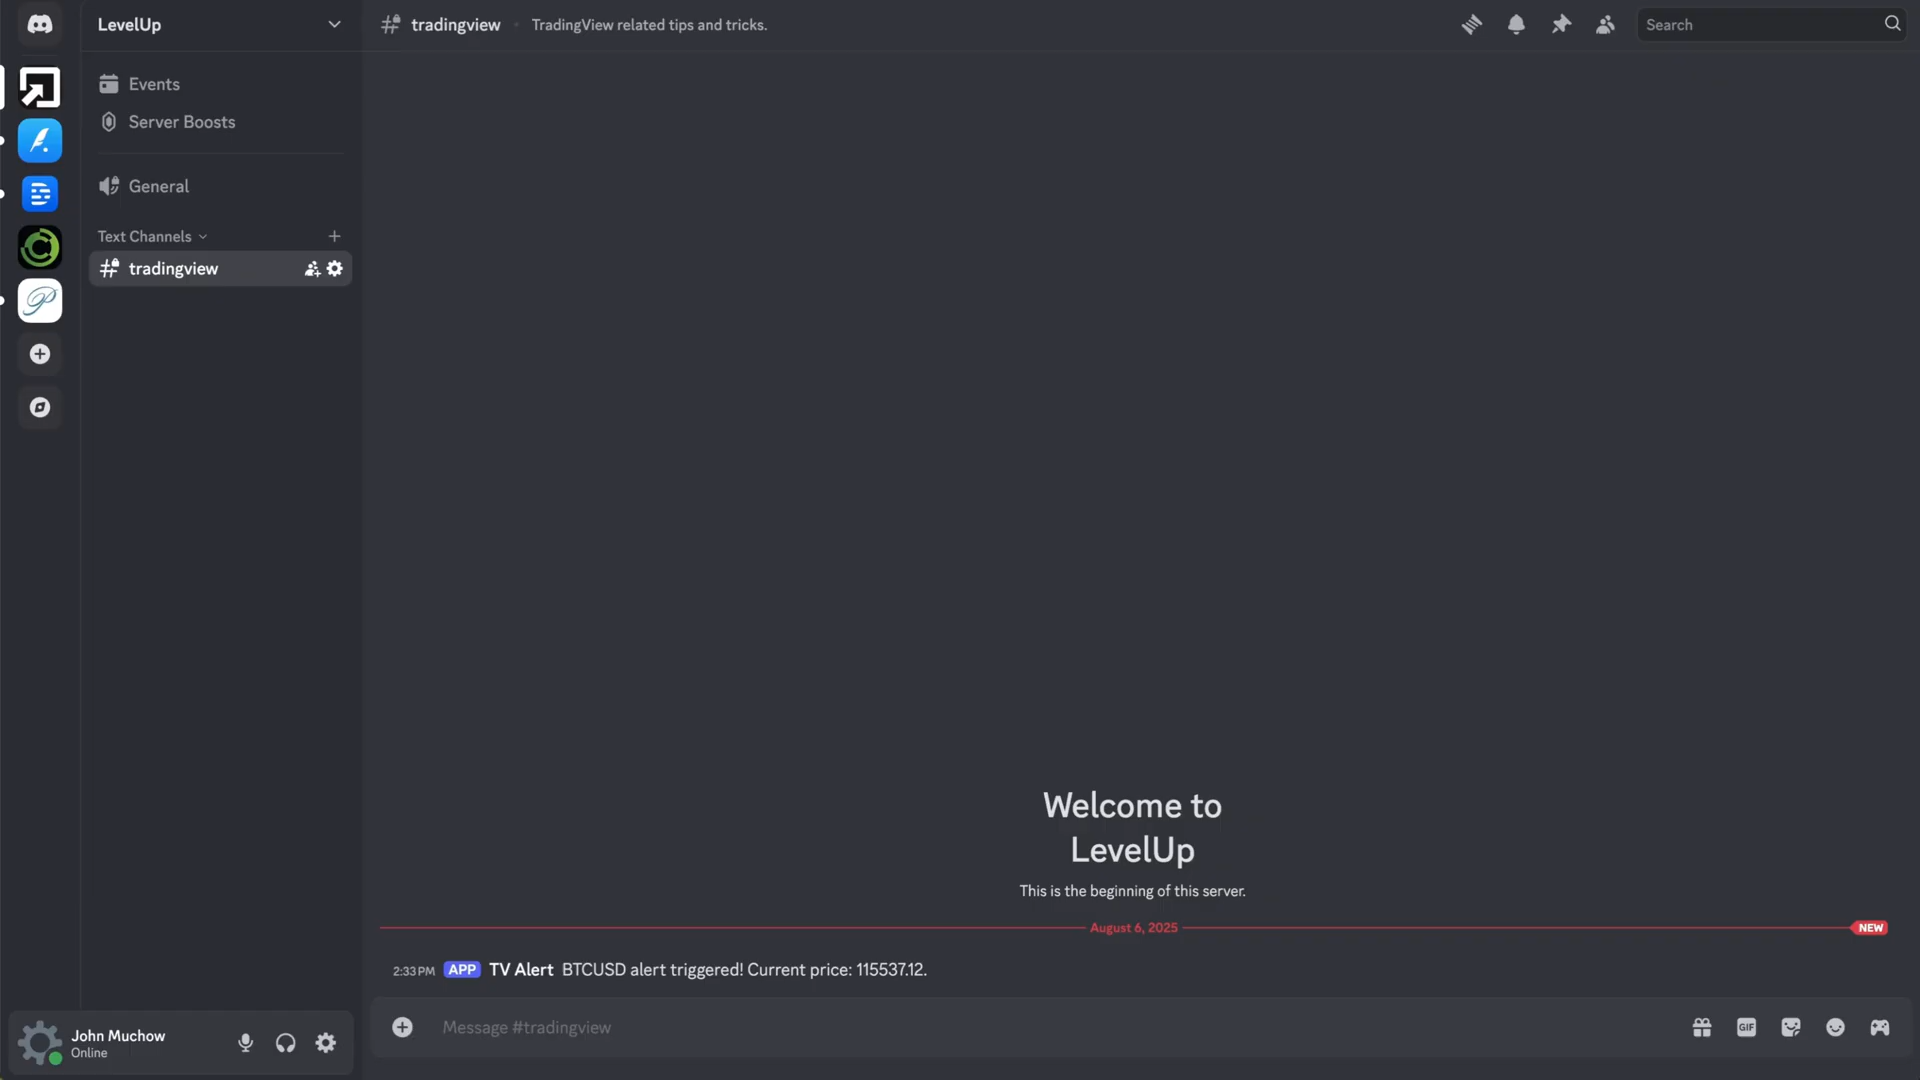 LevelUp
# tradingview
TradingView related tips and tricks.
Search
Events
Server Boosts
General
Text Channels
tradingview
Welcome to
LevelUp
This is the beginning of this server.
August 6, 2025
NEW
2:33 PM APP TV Alert BTCUSD alert triggered! Current price: 115537.12.
Message #tradingview
GIF
John Muchow
Online